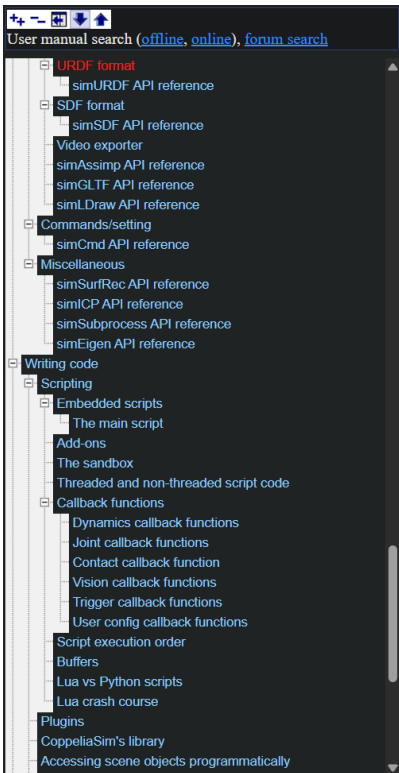 User manual search (offline, online), forum search
URDF format
simURDF API reference
SDF format
simSDF API reference
Video exporter
simAssimp API reference
simGLTF API reference
simLDraw API reference
Commands/setting
simCmd API reference
Miscellaneous
simSurfRec API reference
simICP API reference
simSubprocess API reference
simEigen API reference
Writing code
Scripting
Embedded scripts
The main script
Add-ons
The sandbox
Threaded and non-threaded script code
Callback functions
Dynamics callback functions
Joint callback functions
Contact callback function
Vision callback functions
Trigger callback functions
User config callback functions
Script execution order
Buffers
Lua vs Python scripts
Lua crash course
Plugins
CoppeliaSim's library
Accessing scene objects programmatically